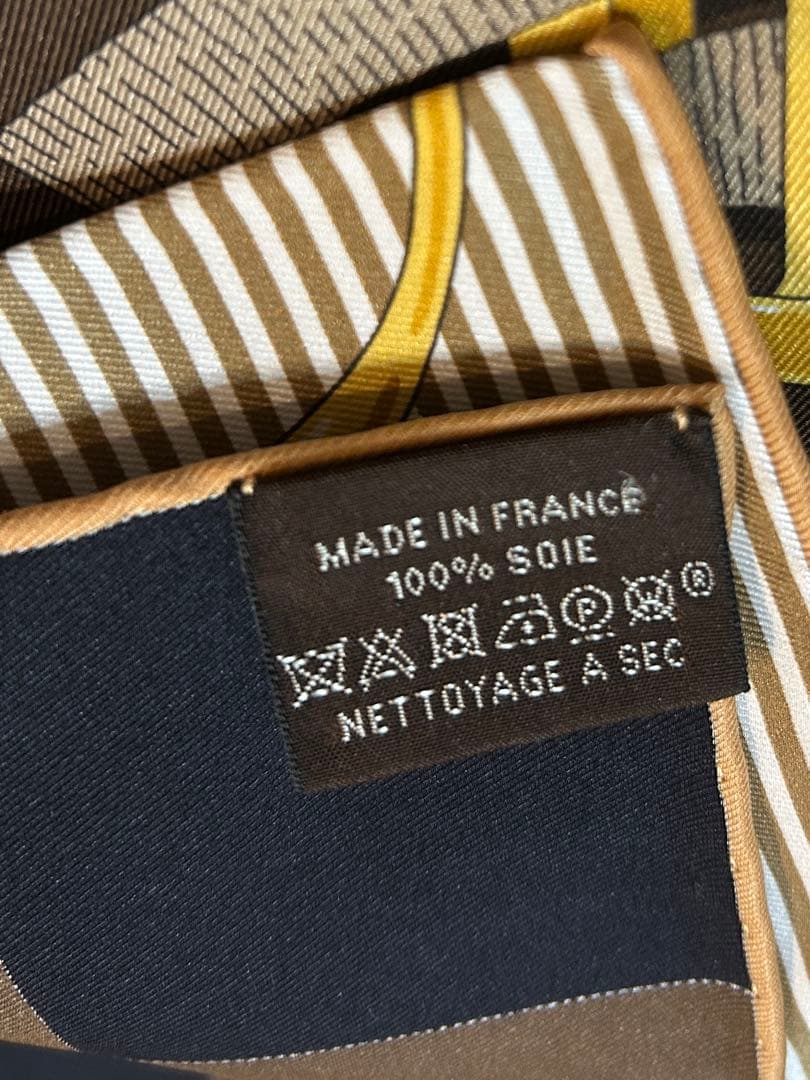 MADE IN FRANCE
100% SOIE
P W ®
NETTOYAGE A SEC